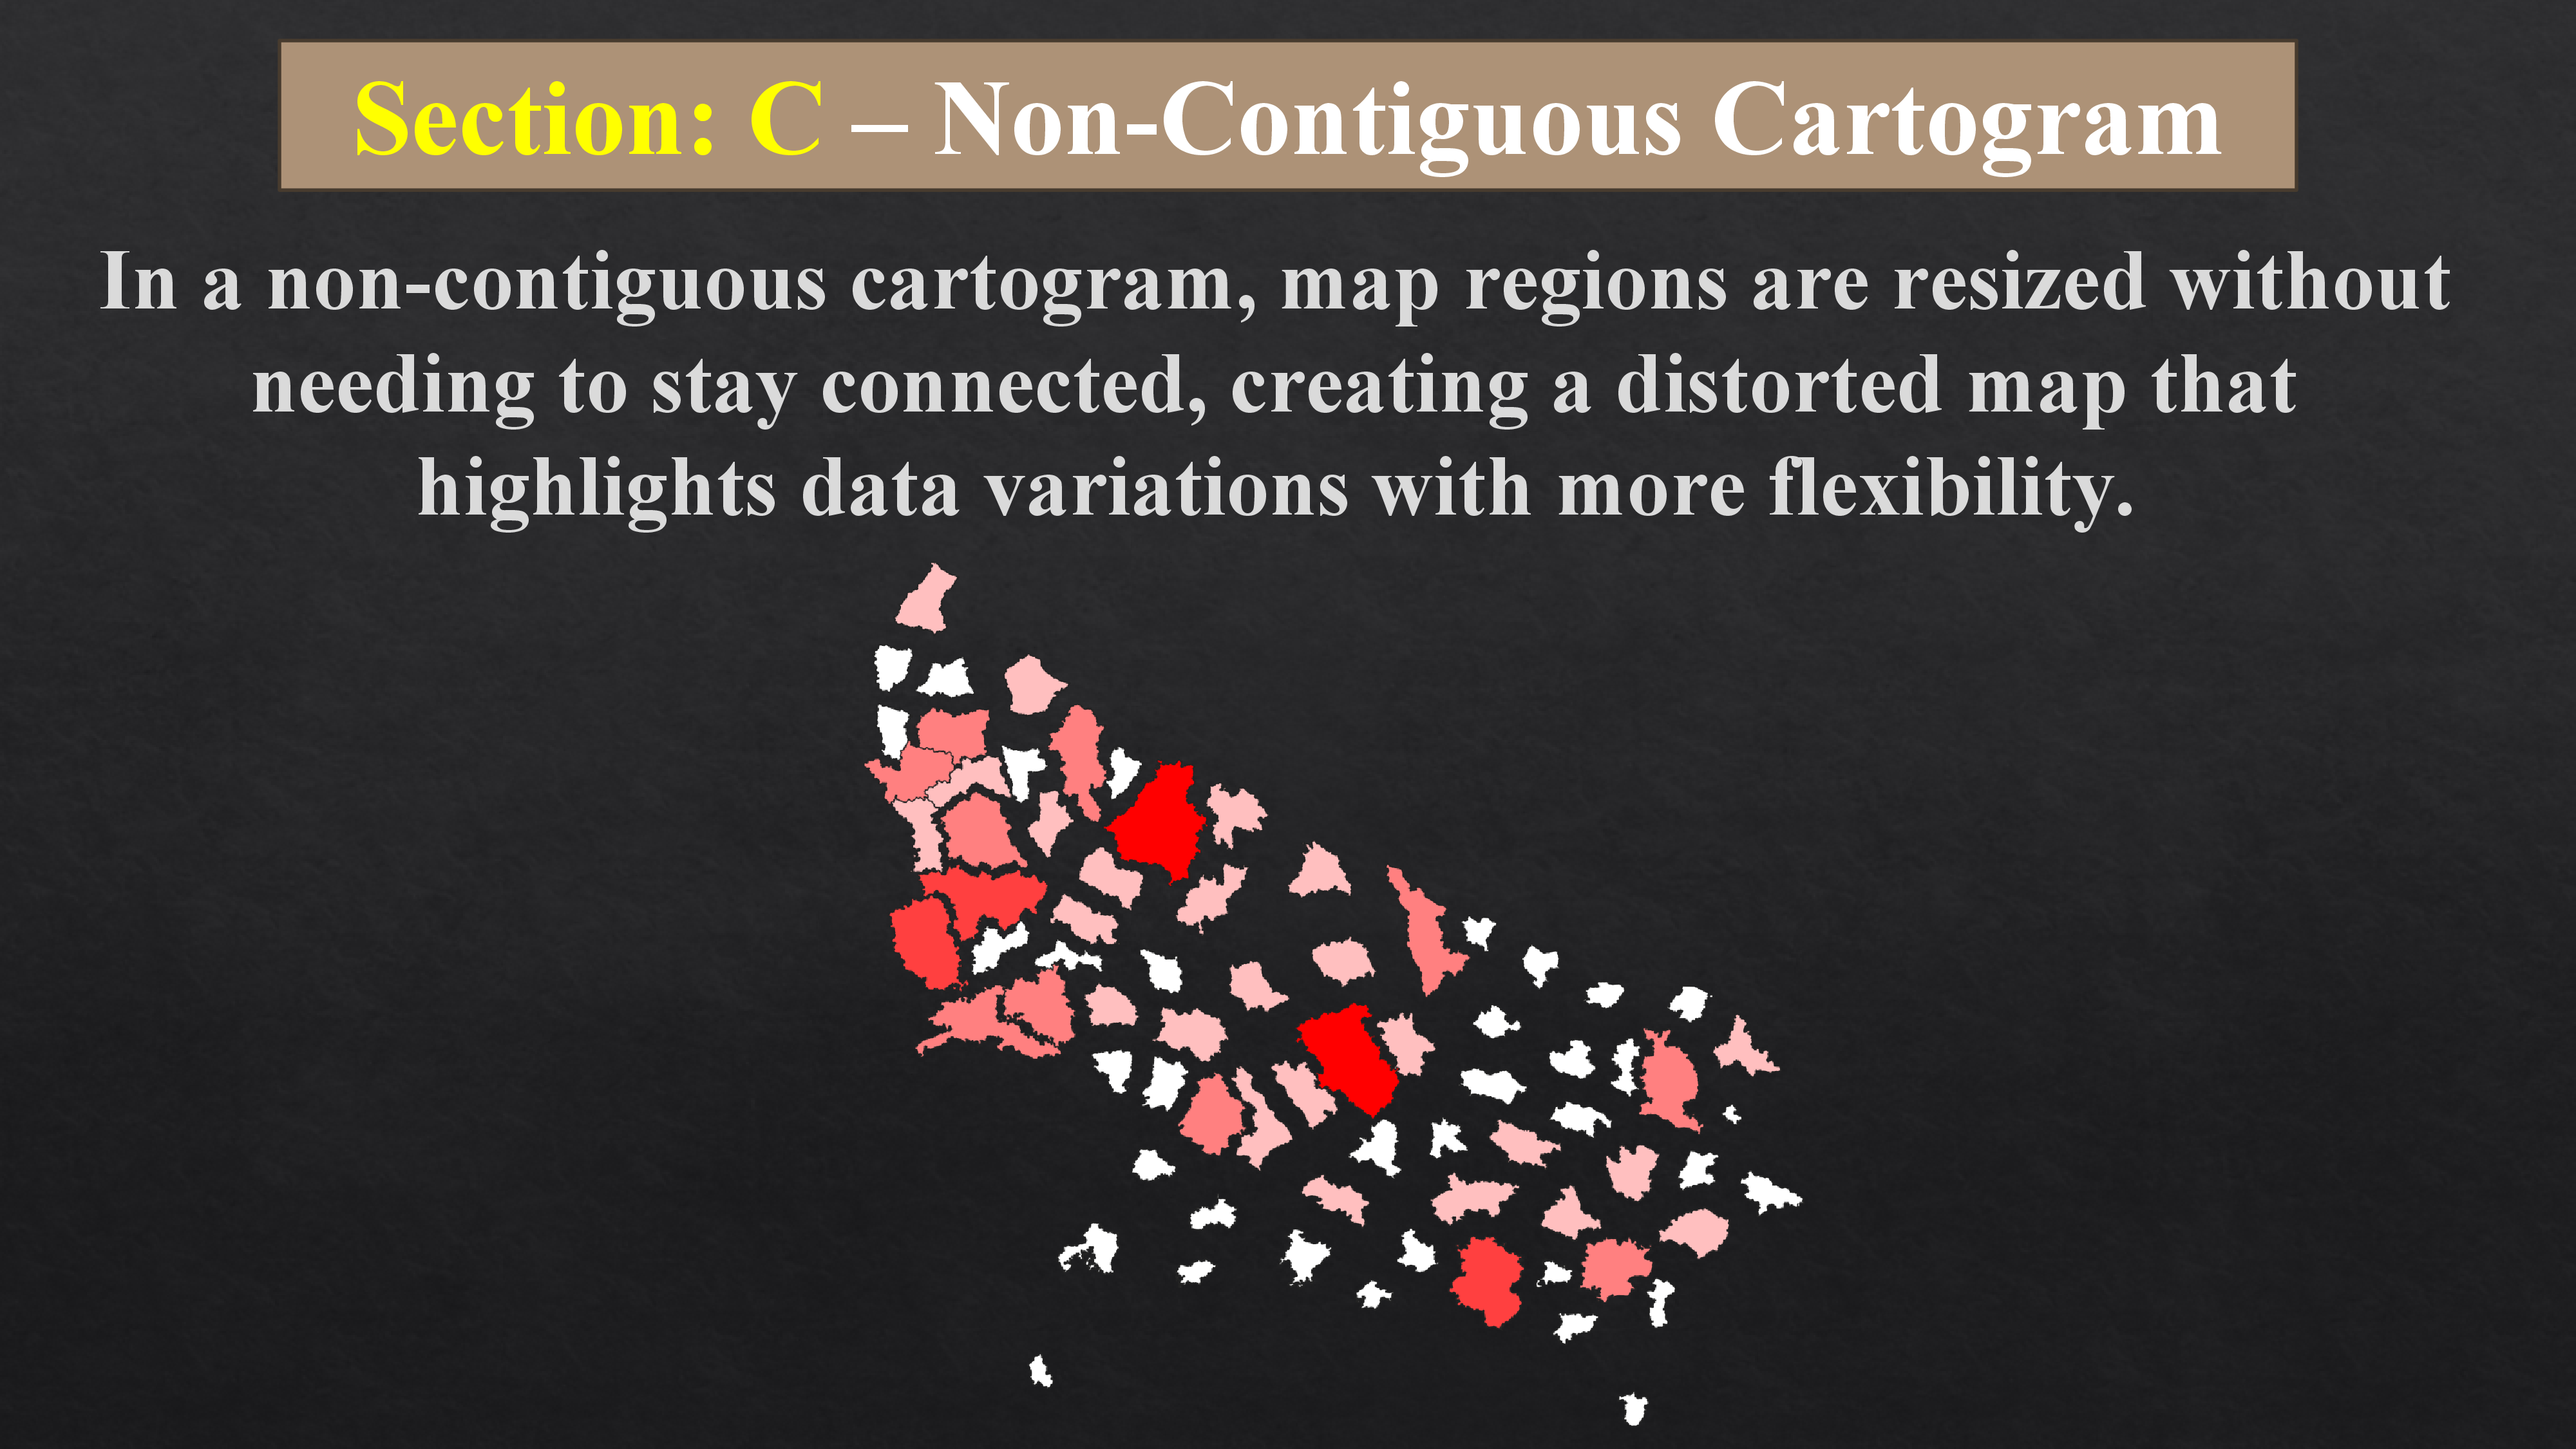 Section: C – Non-Contiguous Cartogram
In a non-contiguous cartogram, map regions are resized without
needing to stay connected, creating a distorted map that
highlights data variations with more flexibility.